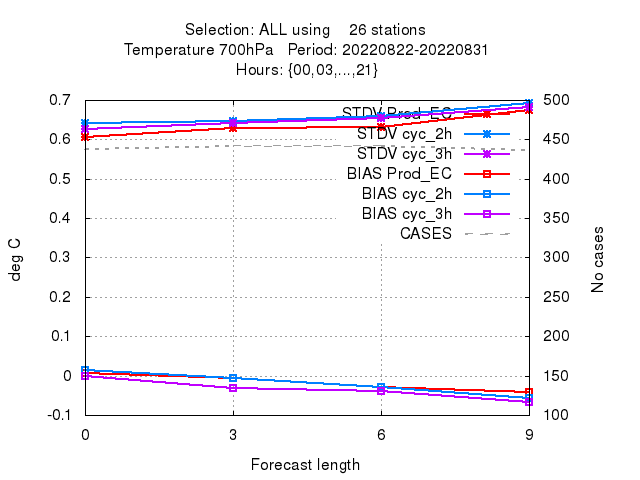 Selection: ALL using 26 stations
Temperature 700hPa Period: 20220822-20220831
Hours: {00,03,...,21}
0.7
0.6
0.5
0.4
0.3
0.2
0.1
0
-0.1
deg C
500
450
400
350
300
250
200
150
100
No cases
STDV Prod_EC
STDV cyc_2h
STDV cyc_3h
BIAS Prod_EC
BIAS cyc_2h
BIAS cyc_3h
CASES
0 3 6 9
Forecast length